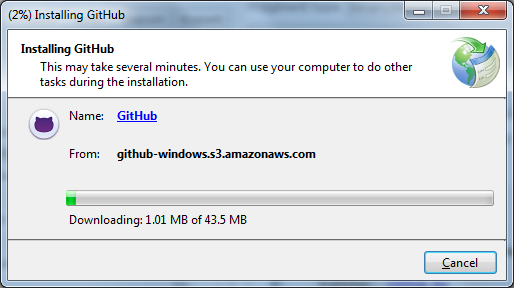 (2%) Installing GitHub
Installing GitHub
This may take several minutes. You can use your computer to do other
tasks during the installation.
Name: GitHub
From: github-windows.s3.amazonaws.com
Downloading: 1.01 MB of 43.5 MB
Cancel